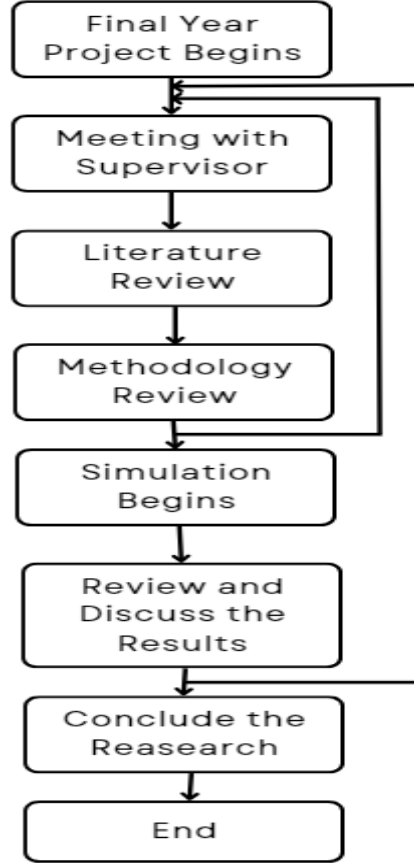 Final Year
Project Begins
Meeting with
Supervisor
Literature
Review
Methodology
Review
Simulation
Begins
Review and
Discuss the
Results
Conclude the
Reasearch
End